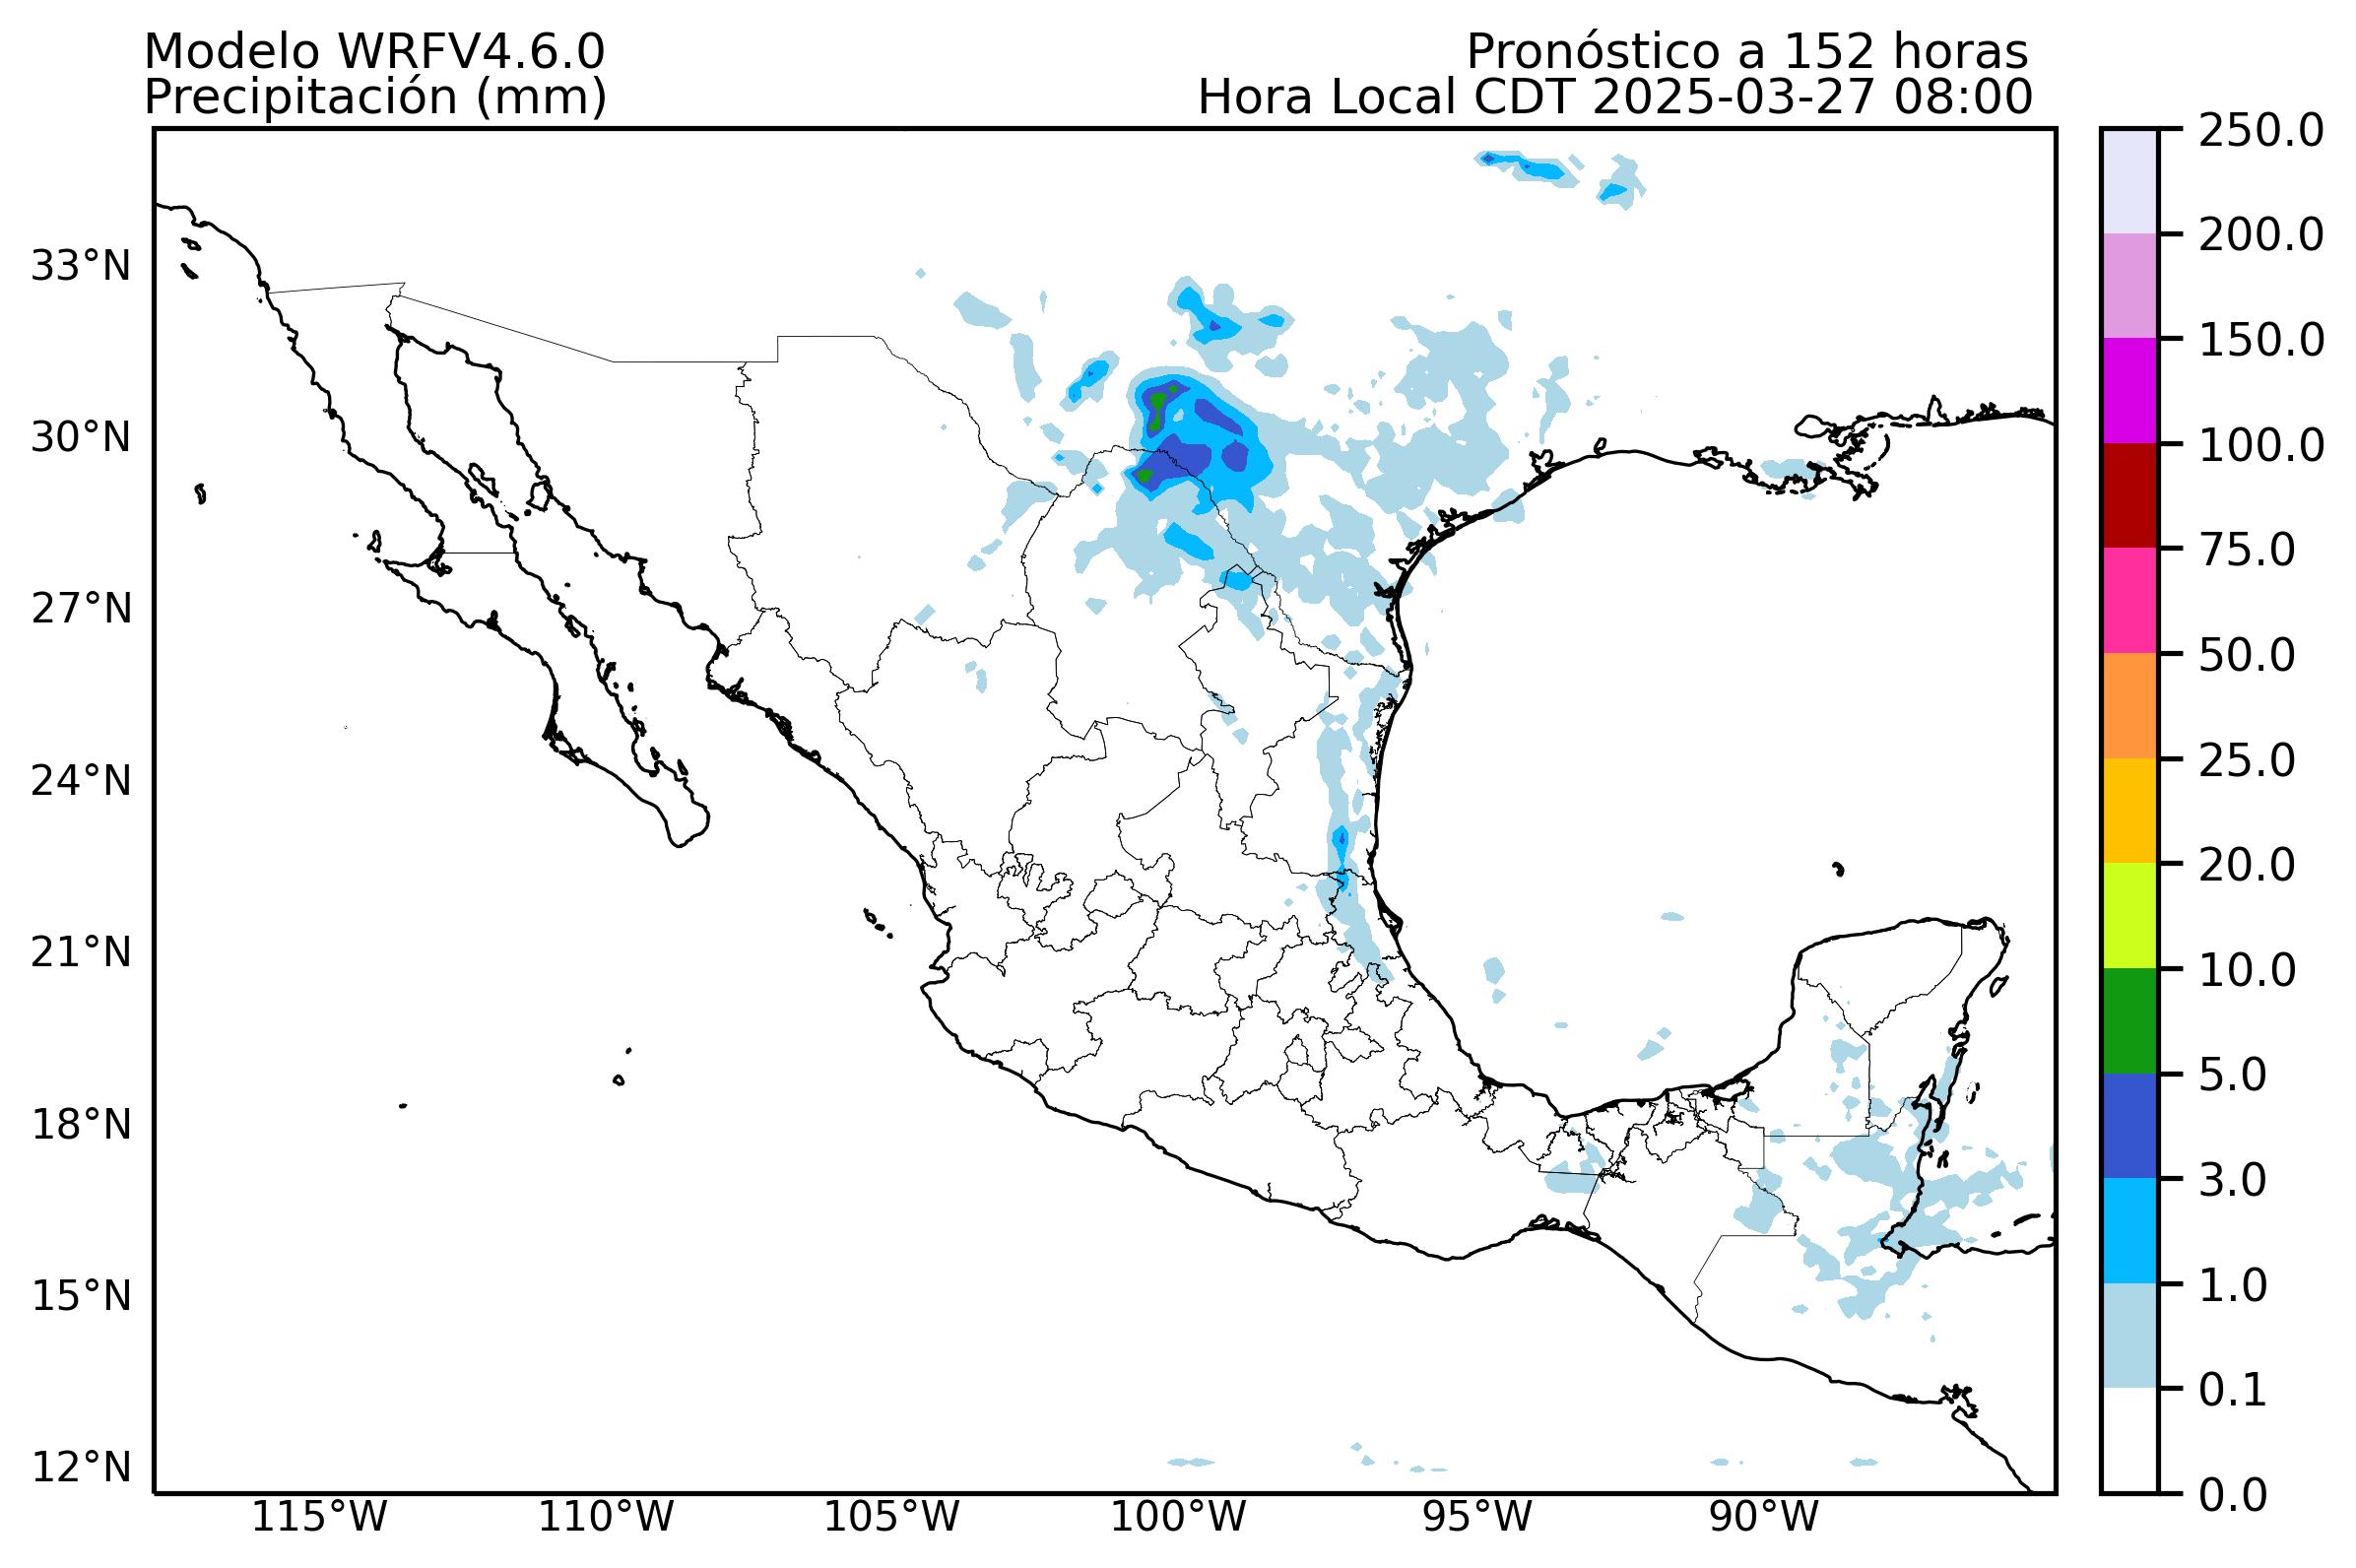 Modelo WRFV4.6.0
Precipitación (mm)
Pronóstico a 152 horas
Hora Local CDT 2025-03-27 08:00
33°N
30°N
27°N
24°N
21°N
18°N
15°N
12°N
115°W
110°W
105°W
100°W
95°W
90°W
250.0
200.0
150.0
100.0
75.0
50.0
25.0
20.0
10.0
5.0
3.0
1.0
0.1
0.0